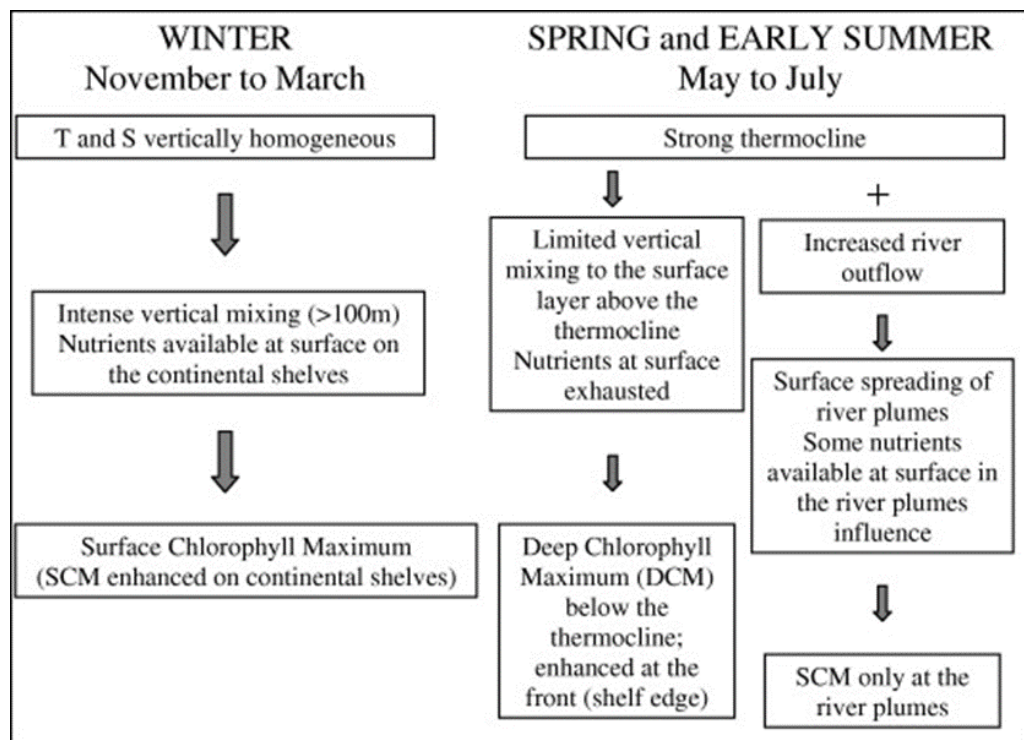 WINTER
November to March
T and S vertically homogeneous
Intense vertical mixing (>100m)
Nutrients available at surface on
the continental shelves
Surface Chlorophyll Maximum
(SCM enhanced on continental shelves)
SPRING and EARLY SUMMER
May to July
Strong thermocline
Limited vertical
mixing to the surface
layer above the
thermocline
Nutrients at surface
exhausted
Deep Chlorophyll
Maximum (DCM)
below the
thermocline;
enhanced at the
front (shelf edge)
+
Increased river
outflow
Surface spreading of
river plumes
Some nutrients
available at surface in
the river plumes
influence
SCM only at the
river plumes